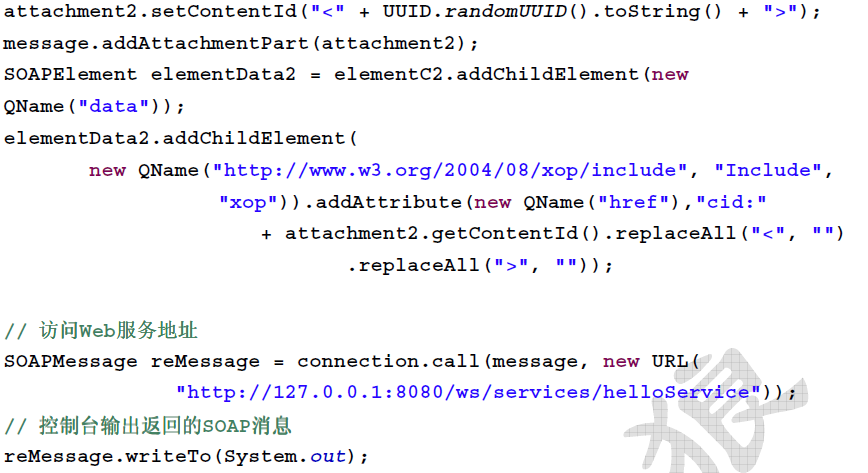 attachment2.setContentId("<" + UUID.randomUUID().toString() + ">");
message.addAttachmentPart(attachment2);
SOAPElement elementData2 = elementC2.addChildElement(new
QName("data"));
elementData2.addChildElement(
new QName("http://www.w3.org/2004/08/xop/include", "Include",
"xop")).addAttribute(new QName("href"),"cid:"
+ attachment2.getContentId().replaceAll("<", "")
.replaceAll(">", ""));
// 访问Web服务地址
SOAPMessage reMessage = connection.call(message, new URL(
"http://127.0.0.1:8080/ws/services/helloService"));
// 控制台输出返回的SOAP消息
reMessage.writeTo(System.out);
狼